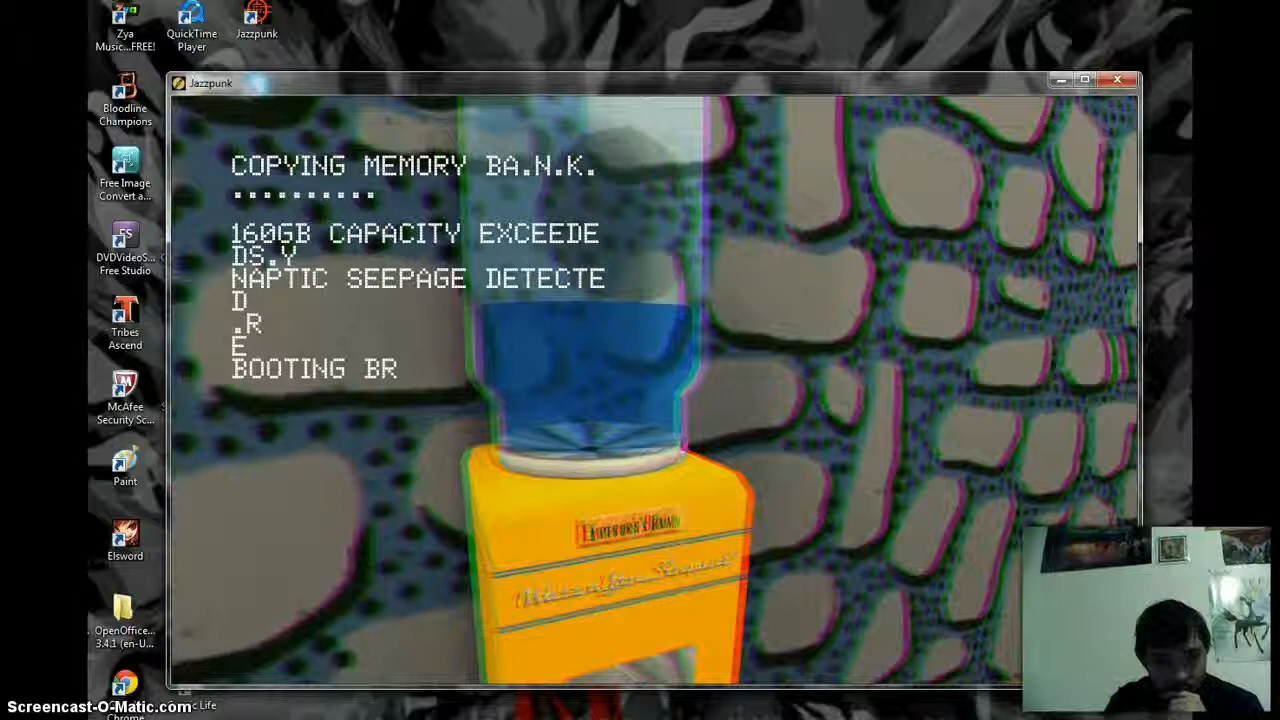 Zya
Music...FREE!
QuickTime
Player
Jazzpunk
Jazzpunk
Bloodline
Champions
Free Image
Convert a...
DVDVideoS...
Free Studio
Tribes
Ascend
McAfee
Security Sc...
Paint
Elsword
OpenOffice...
3.4.1 (en-U...
Chrome
COPYING MEMORY BA.N.K.
..........
160GB CAPACITY EXCEEDE
DS.Y
NAPTIC SEEPAGE DETECTE
D
.R
E
BOOTING BR
Screencast-O-Matic.com
Life